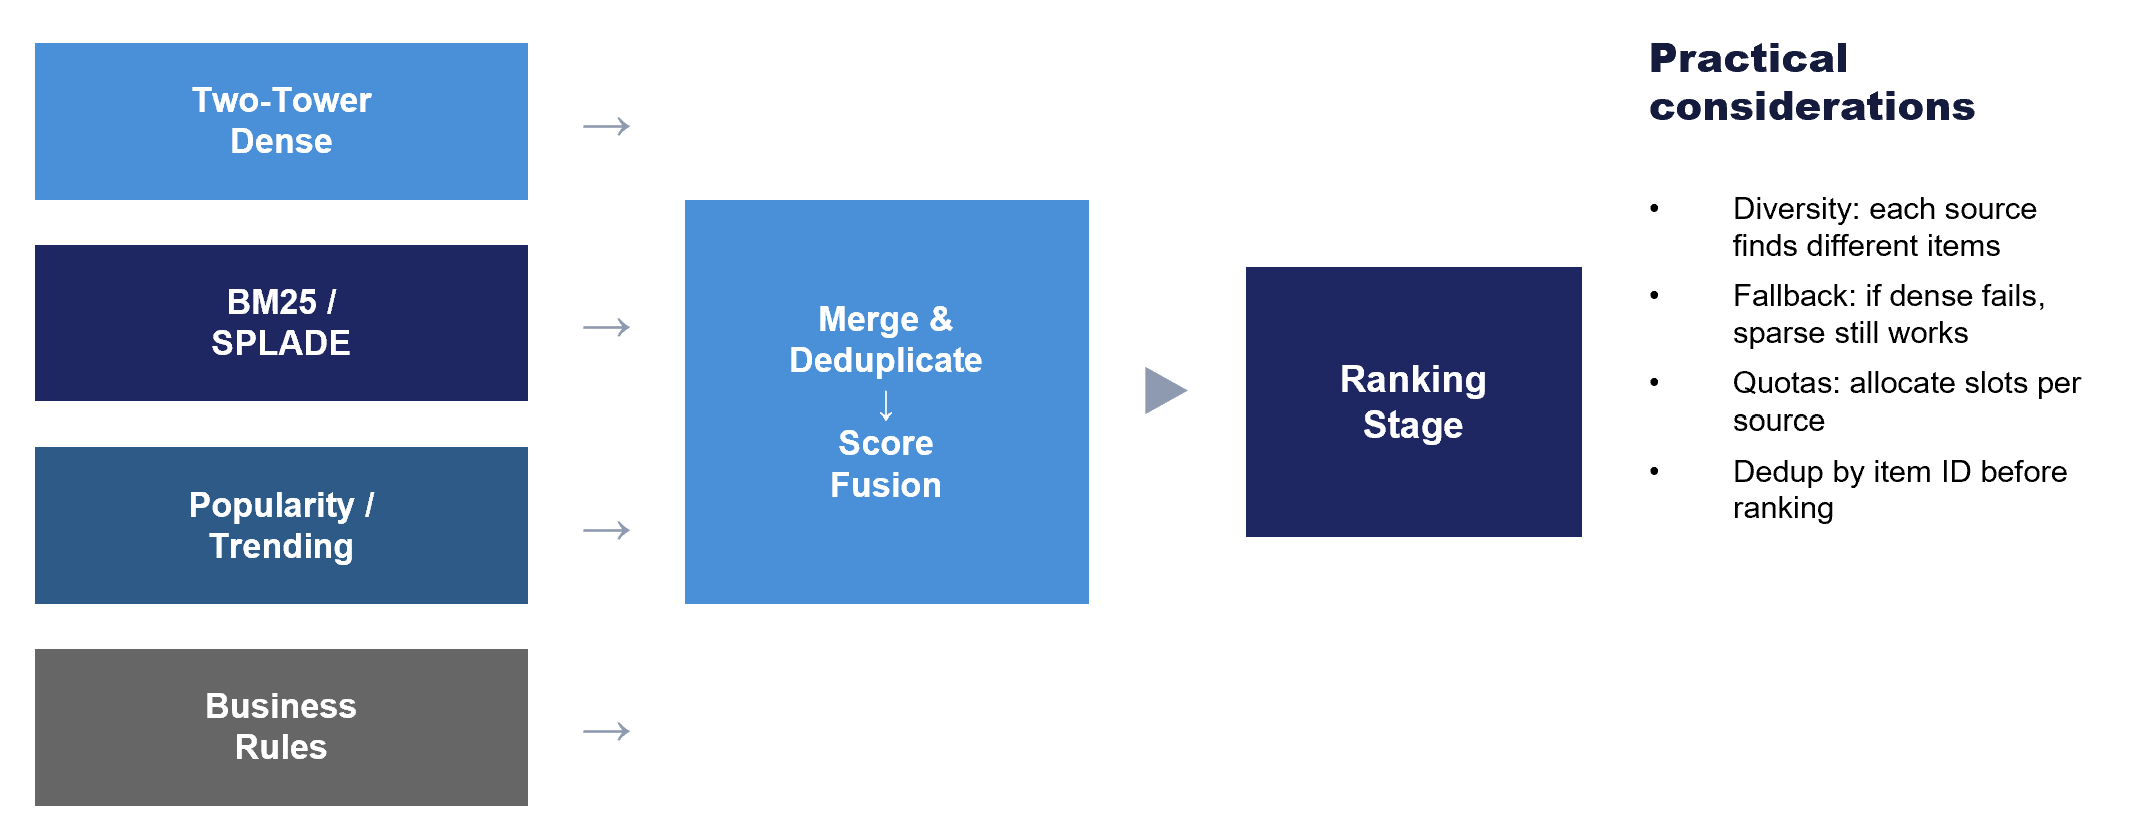 Two-Tower
Dense
→
BM25 /
SPLADE
→
Popularity /
Trending
→
Business
Rules
→
Merge &
Deduplicate
↓
Score
Fusion
▶
Ranking
Stage
Practical
considerations
• Diversity: each source
finds different items
• Fallback: if dense fails,
sparse still works
• Quotas: allocate slots per
source
• Dedup by item ID before
ranking